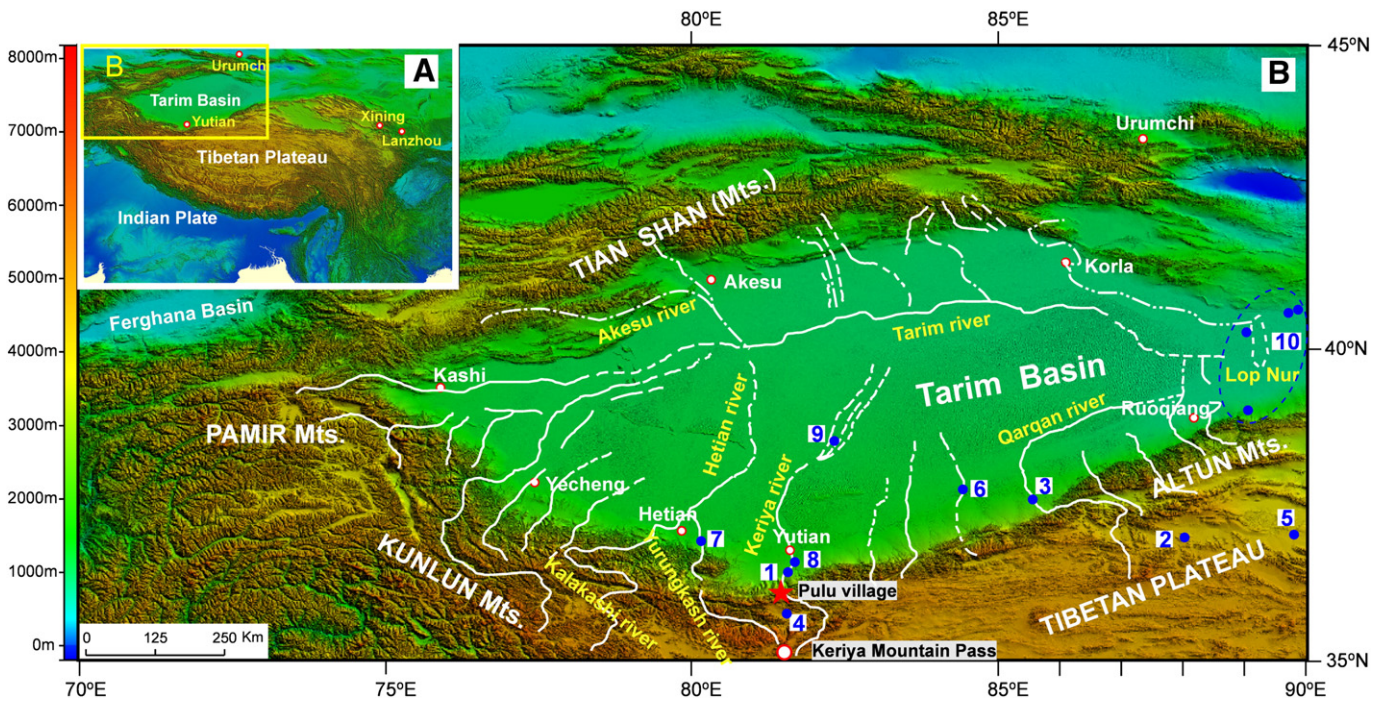 80ºE
85ºE
8000m
7000m
6000m
5000m
4000m
3000m
2000m
1000m
0m
B
A
Urumch
Tarim Basin
Yutian
Xining
Lanzhou
Tibetan Plateau
Indian Plate
B
45ºN
Urumchi
TIAN SHAN (Mts.)
Akesu
Korla
Ferghana Basin
Akesu river
Tarim river
10
40ºN
Kashi
Tarim Basin
Lop Nur
Hetian river
Qarqan river
Ruoqiang
PAMIR Mts.
9
ALTUN Mts.
Yecheng
Keriya river
6
3
Hetian
Yutian
7
8
2
5
KUNLUN Mts.
Kalakashi river
Yurungkash river
1
Pulu village
4
TIBETAN PLATEAU
Keriya Mountain Pass
0
125
250 Km
35ºN
70ºE
75ºE
80ºE
85ºE
90ºE